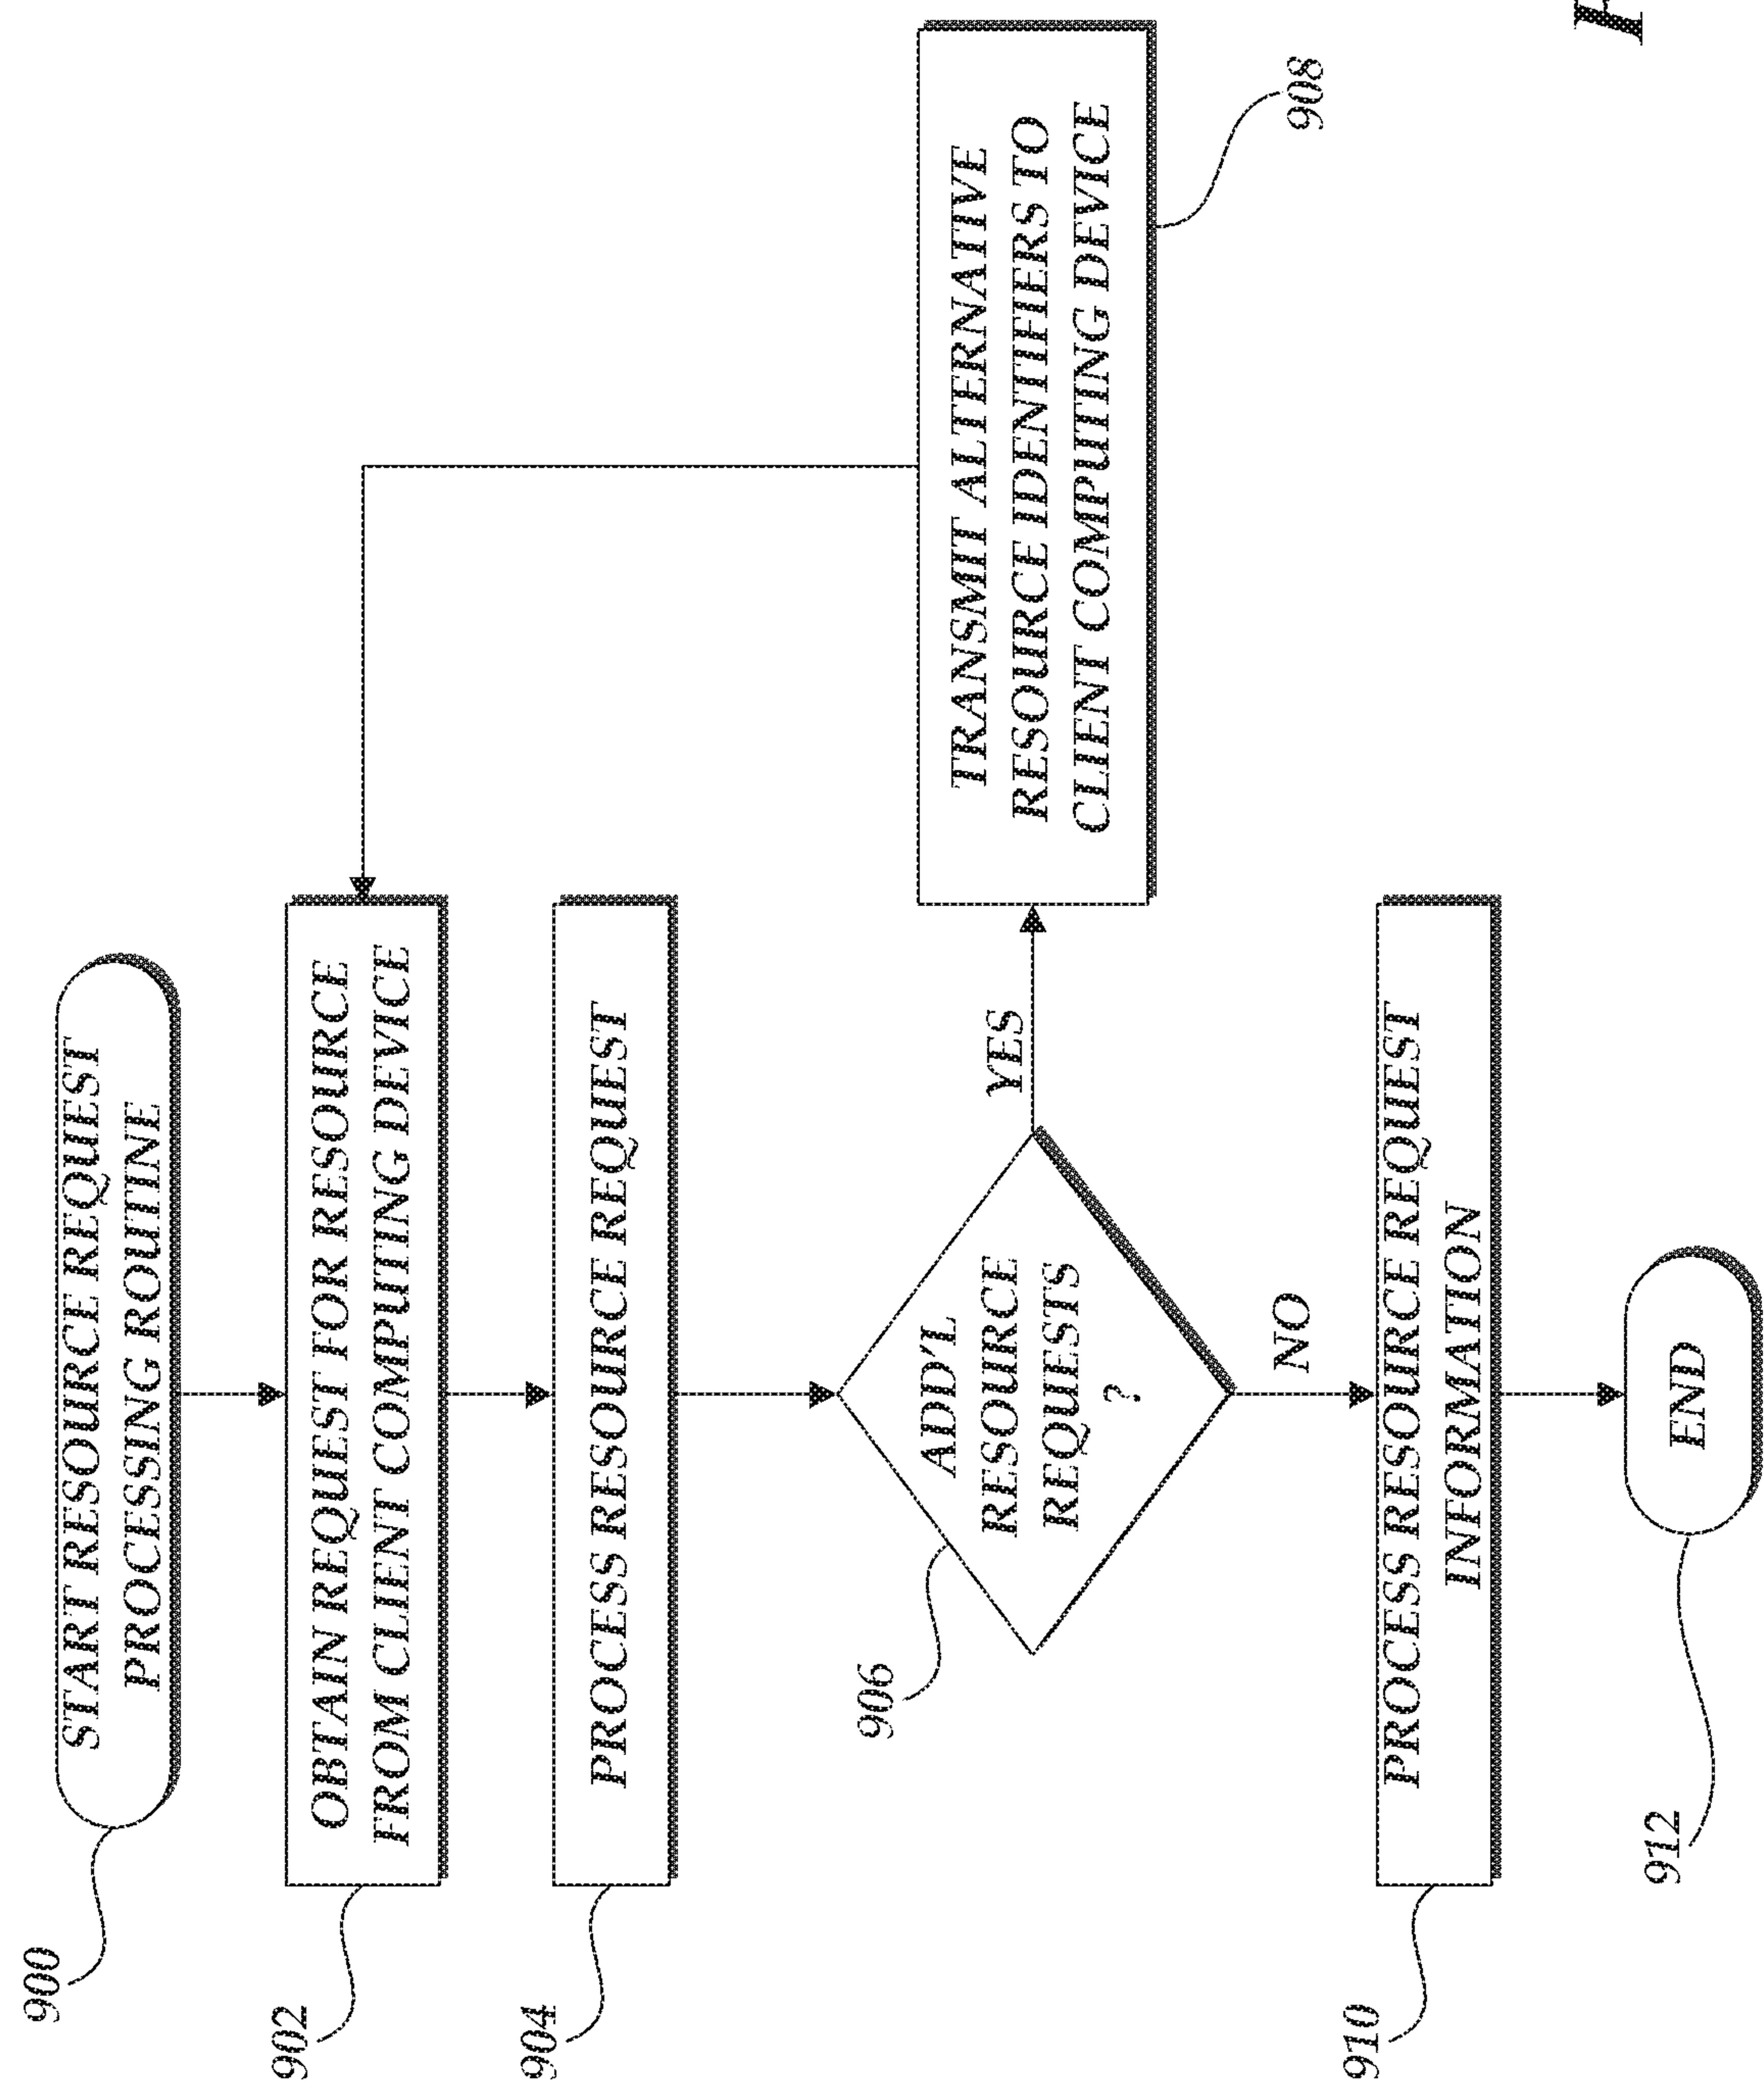 900
START RESOURCE REQUEST
PROCESSING ROUTINE
902
OBTAIN REQUEST FOR RESOURCE
FROM CLIENT COMPUTING DEVICE
904
PROCESS RESOURCE REQUEST
906
ADD'L
RESOURCE
REQUESTS
?
YES
TRANSMIT ALTERNATIVE
RESOURCE IDENTIFIERS TO
CLIENT COMPUTING DEVICE
908
NO
910
PROCESS RESOURCE REQUEST
INFORMATION
912
END